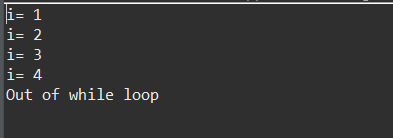 i= 1
i= 2
i= 3
i= 4
Out of while loop